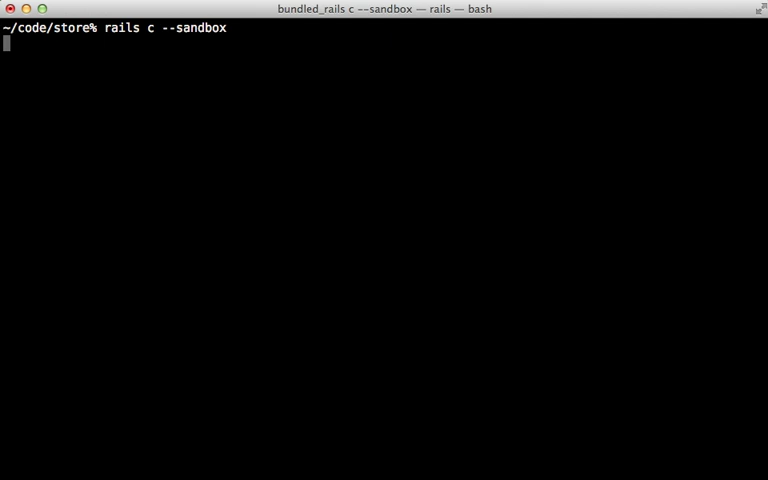 bundled_rails c --sandbox — rails — bash
~/code/store% rails c --sandbox